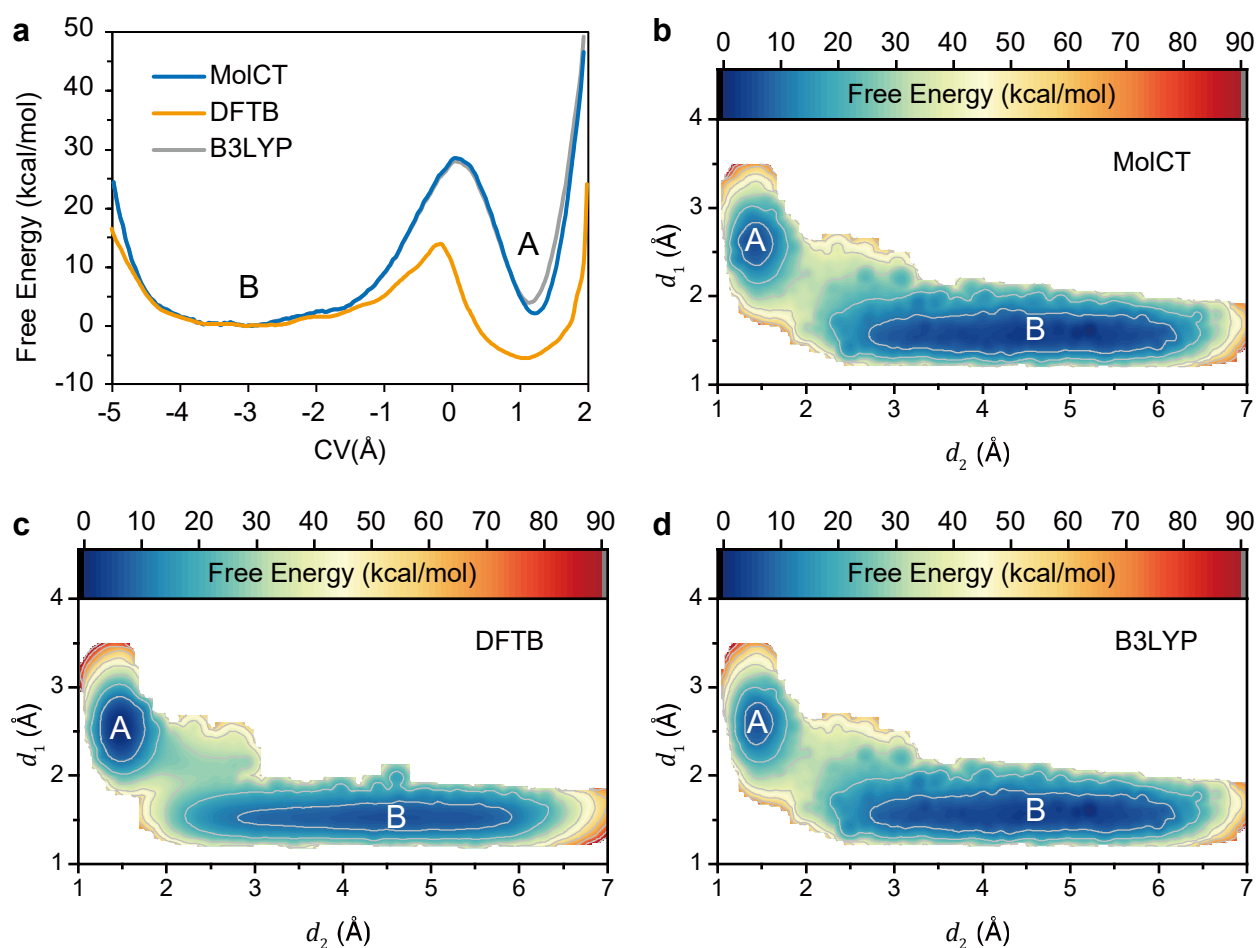 a
50
40
30
20
10
0
-10
Free Energy (kcal/mol)
MolCT
DFTB
B3LYP
B
A
-5 -4 -3 -2 -1 0 1 2
CV(Å)
b
0 10 20 30 40 50 60 70 80 90
Free Energy (kcal/mol)
MolCT
4
3
2
1
d₁ (Å)
A
B
1 2 3 4 5 6 7
d₂ (Å)
c
0 10 20 30 40 50 60 70 80 90
Free Energy (kcal/mol)
DFTB
4
3
2
1
d₁ (Å)
A
B
1 2 3 4 5 6 7
d₂ (Å)
d
0 10 20 30 40 50 60 70 80 90
Free Energy (kcal/mol)
B3LYP
4
3
2
1
d₁ (Å)
A
B
1 2 3 4 5 6 7
d₂ (Å)